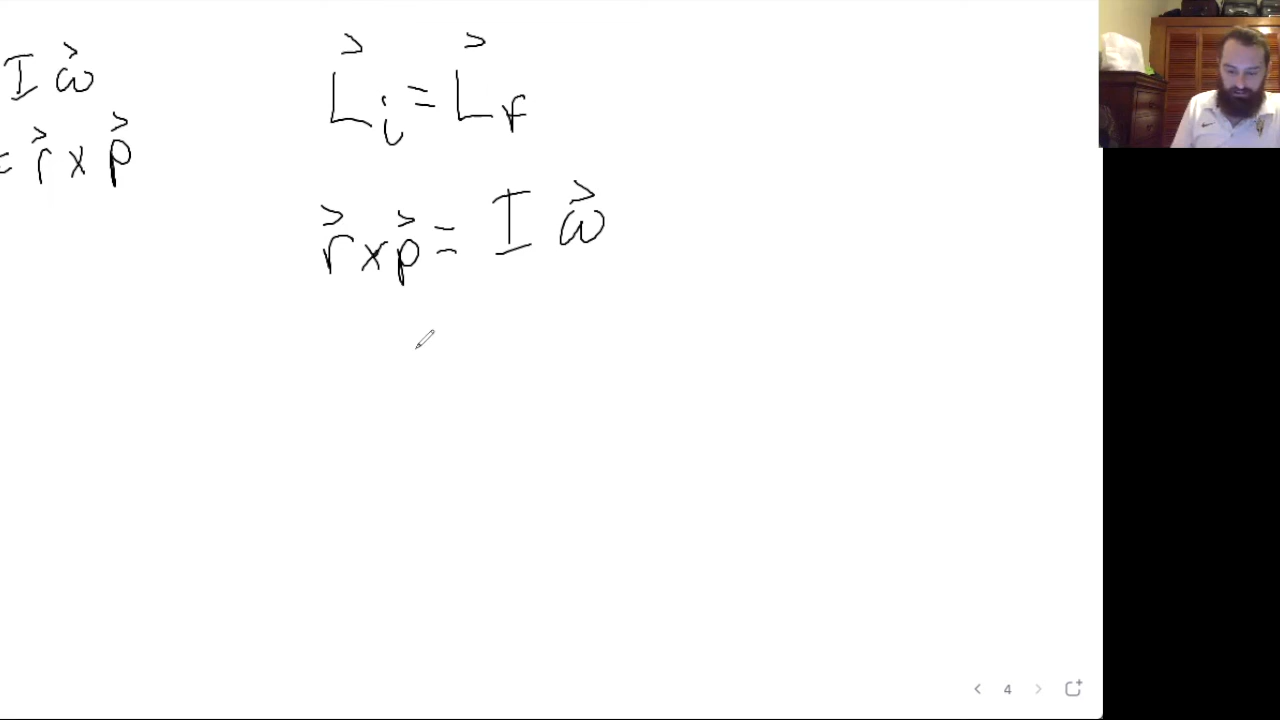 I ω⃗
= r⃗ x p⃗
L⃗i = L⃗f
r⃗ x p⃗ = I ω⃗
4